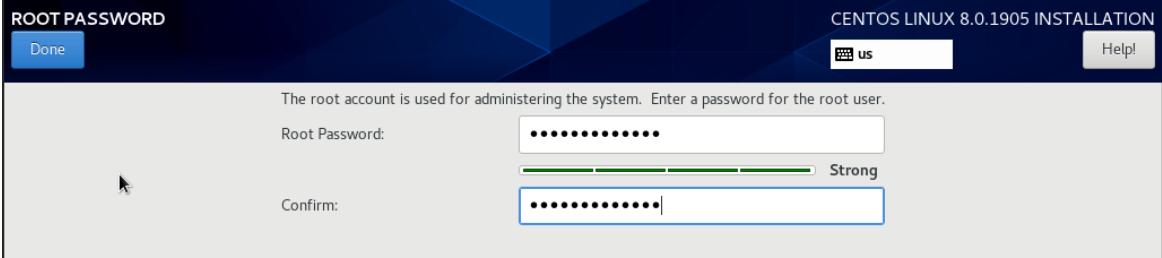 ROOT PASSWORD
CENTOS LINUX 8.0.1905 INSTALLATION
Done
us
Help!
The root account is used for administering the system. Enter a password for the root user.
Root Password: •••••••••••••
Strong
Confirm: •••••••••••••